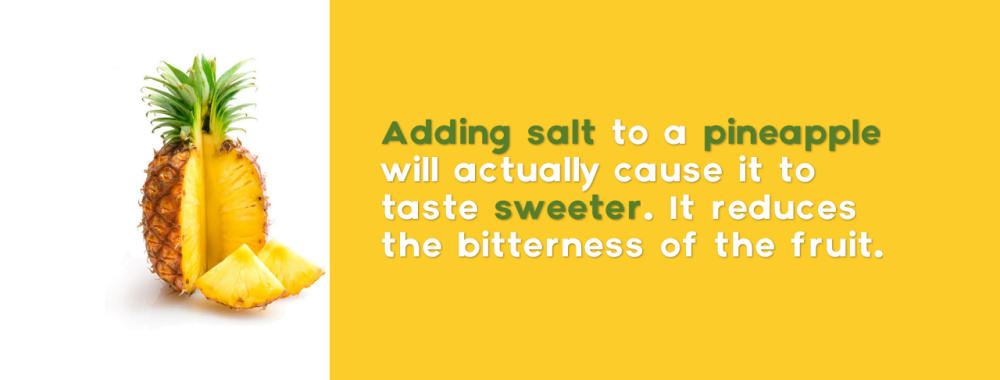 Adding salt to a pineapple
will actually cause it to
taste sweeter. It reduces
the bitterness of the fruit.